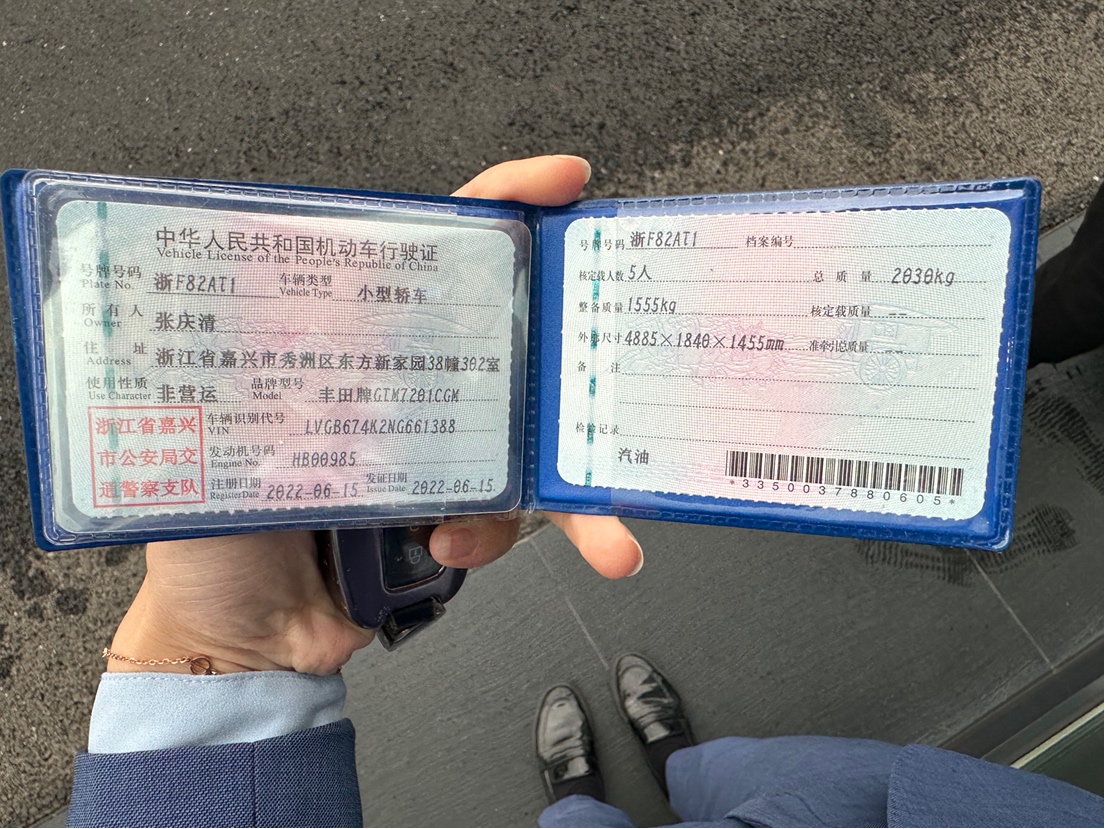 中华人民共和国机动车行驶证
Vehicle License of the People's Republic of China
号牌号码 浙F82AT1 车辆类型 小型轿车
Plate No. Vehicle Type
所有人 张庆清
Owner
住址 浙江省嘉兴市秀洲区东方新家园38幢302室
Address
使用性质 非营运 品牌型号 丰田牌GTM7201CGM
Use Character Model
浙江省嘉兴
市公安局交
通警察支队
车辆识别代号 LVGB674K2NG661388
VIN
发动机号码 HB00985
Engine No.
注册日期 2022-06-15 发证日期 2022-06-15
Register Date Issue Date
号牌号码 浙F82AT1 档案编号
核定载人数 5人 总质量 2030kg
整备质量 1555kg 核定载质量 --
外廓尺寸 4885×1840×1455mm 准牵引总质量 --
备注
检验记录
汽油
*3350037880605*